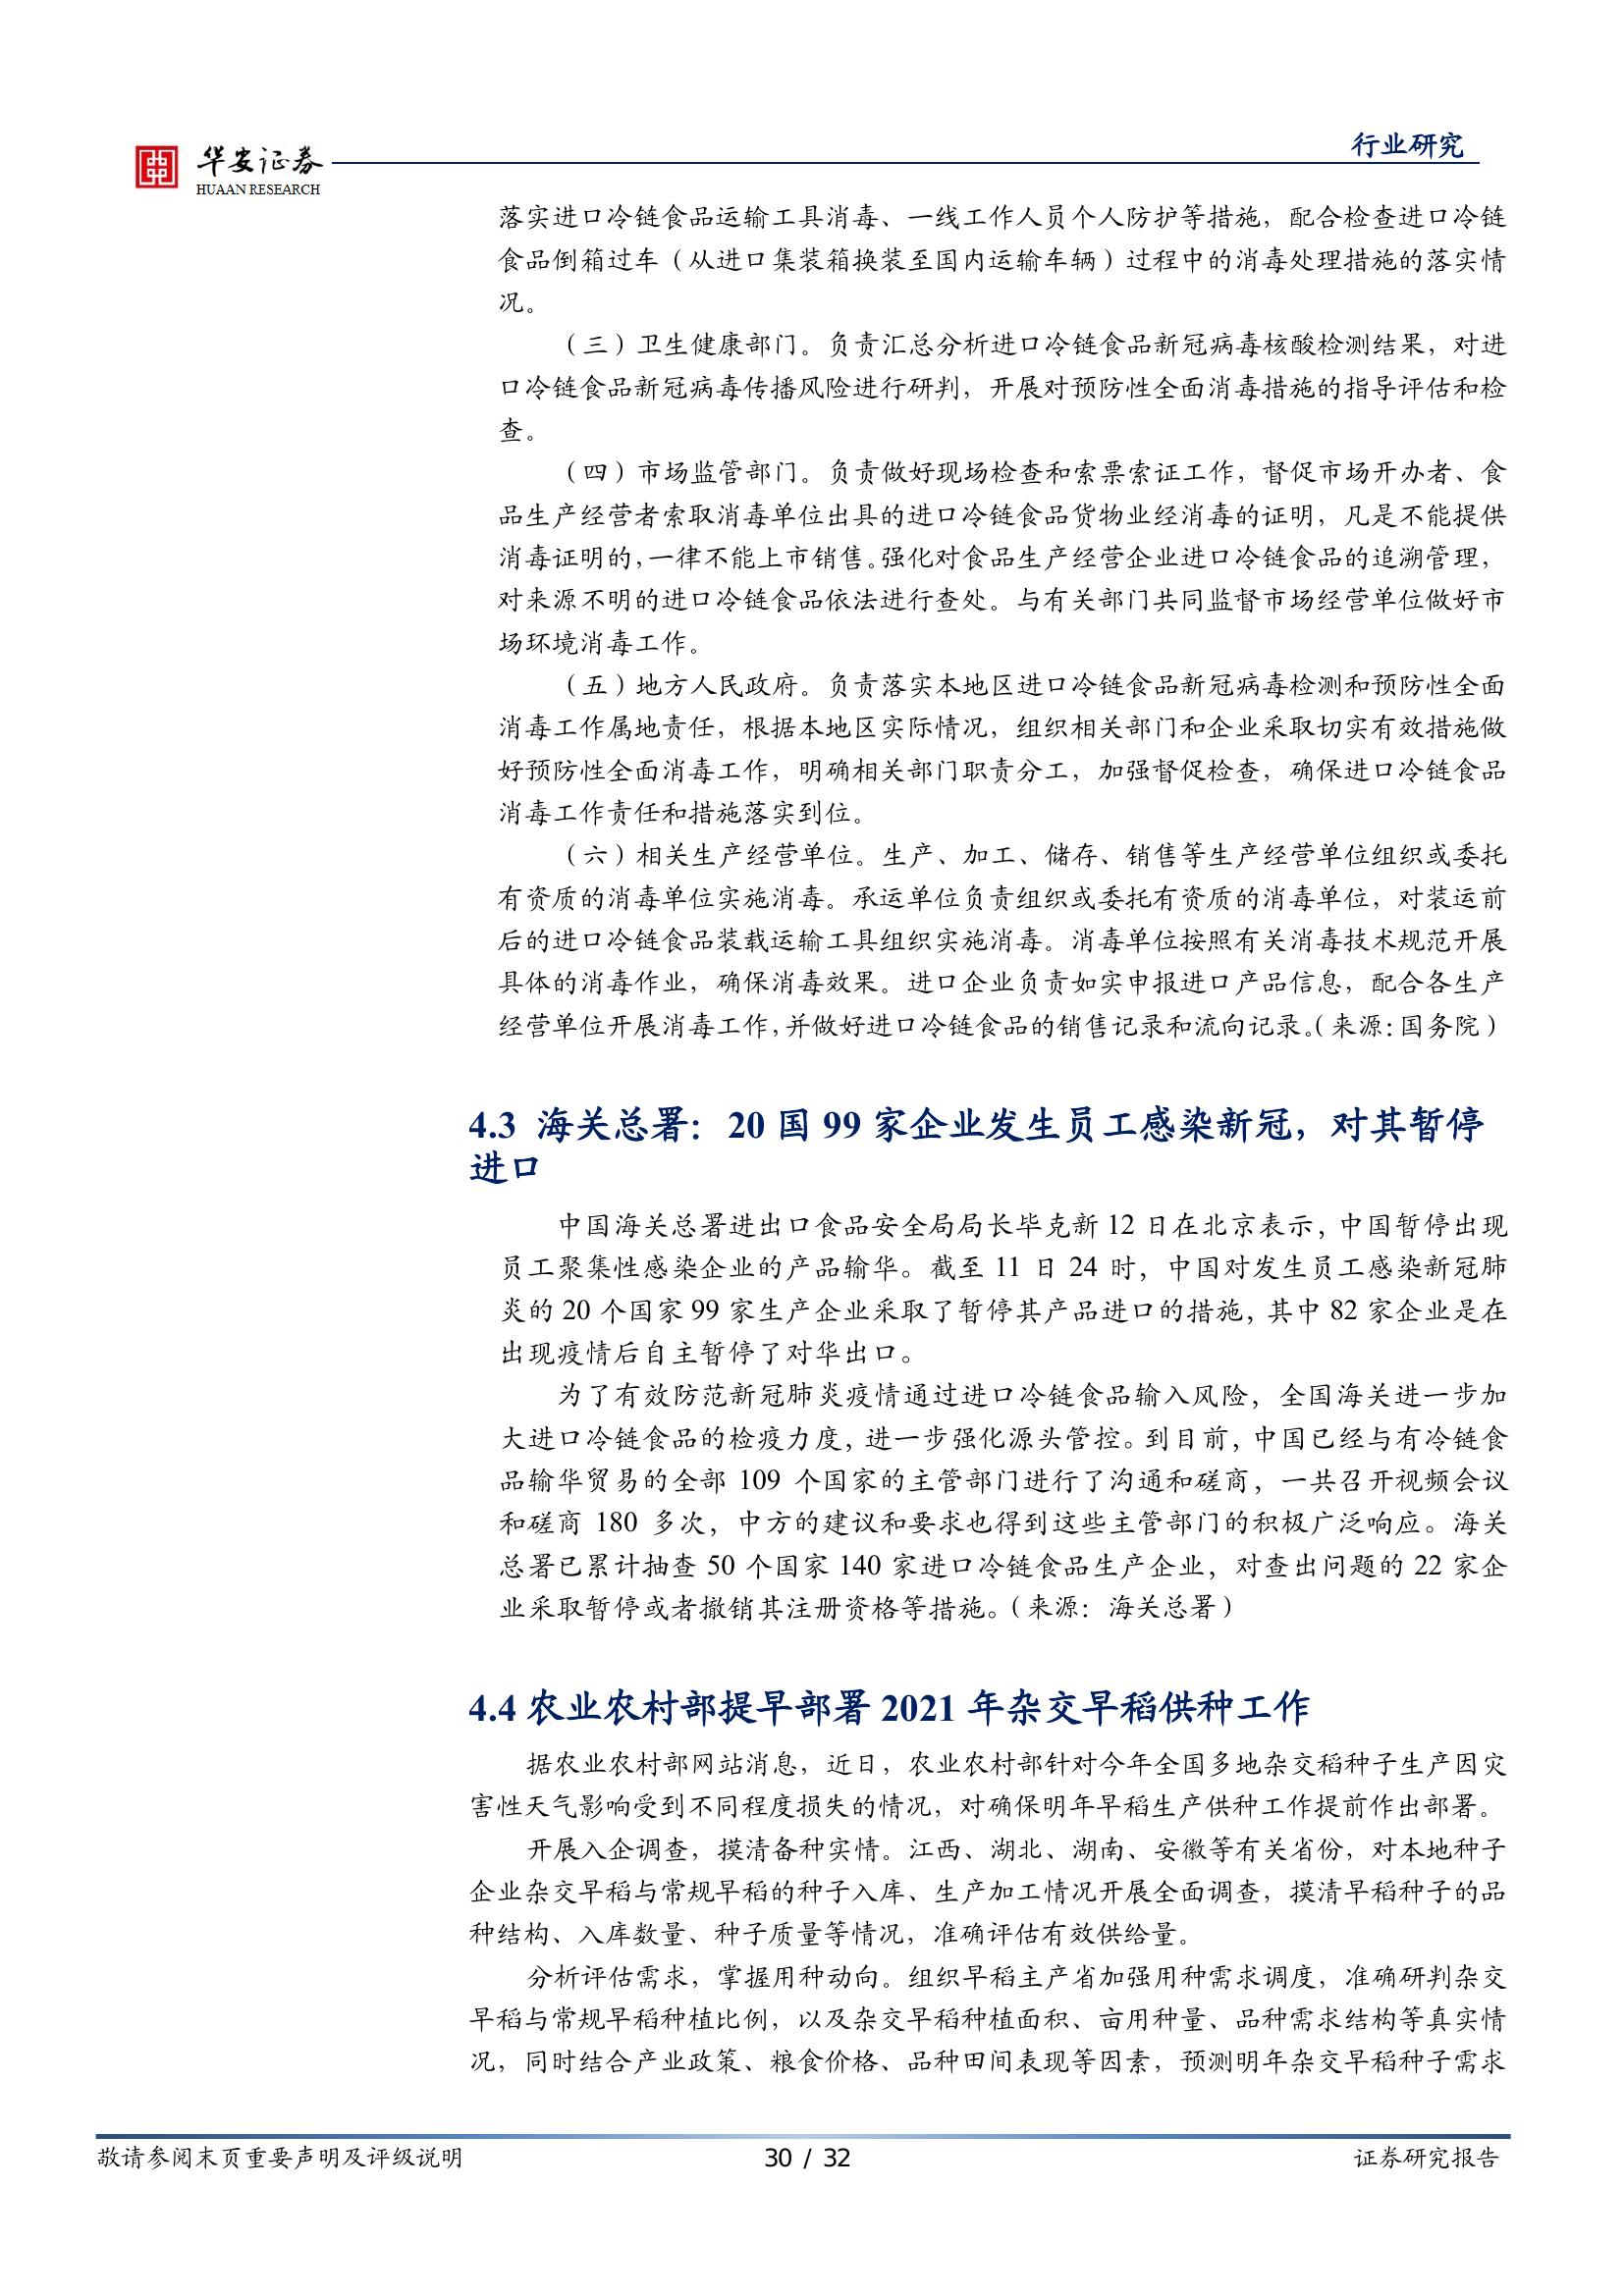 华安证券
HUAAN RESEARCH
行业研究
落实进口冷链食品运输工具消毒、一线工作人员个人防护等措施，配合检查进口冷链
食品倒箱过车（从进口集装箱换装至国内运输车辆）过程中的消毒处理措施的落实情
况。
（三）卫生健康部门。负责汇总分析进口冷链食品新冠病毒核酸检测结果，对进
口冷链食品新冠病毒传播风险进行研判，开展对预防性全面消毒措施的指导评估和检
查。
（四）市场监管部门。负责做好现场检查和索票索证工作，督促市场开办者、食
品生产经营者索取消毒单位出具的进口冷链食品货物业经消毒的证明，凡是不能提供
消毒证明的，一律不能上市销售。强化对食品生产经营企业进口冷链食品的追溯管理，
对来源不明的进口冷链食品依法进行查处。与有关部门共同监督市场经营单位做好市
场环境消毒工作。
（五）地方人民政府。负责落实本地区进口冷链食品新冠病毒检测和预防性全面
消毒工作属地责任，根据本地区实际情况，组织相关部门和企业采取切实有效措施做
好预防性全面消毒工作，明确相关部门职责分工，加强督促检查，确保进口冷链食品
消毒工作责任和措施落实到位。
（六）相关生产经营单位。生产、加工、储存、销售等生产经营单位组织或委托
有资质的消毒单位实施消毒。承运单位负责组织或委托有资质的消毒单位，对装运前
后的进口冷链食品装载运输工具组织实施消毒。消毒单位按照有关消毒技术规范开展
具体的消毒作业，确保消毒效果。进口企业负责如实申报进口产品信息，配合各生产
经营单位开展消毒工作，并做好进口冷链食品的销售记录和流向记录。（来源：国务院）
4.3 海关总署：20 国 99 家企业发生员工感染新冠，对其暂停
进口
中国海关总署进出口食品安全局局长毕克新 12 日在北京表示，中国暂停出现
员工聚集性感染企业的产品输华。截至 11 日 24 时，中国对发生员工感染新冠肺
炎的 20 个国家 99 家生产企业采取了暂停其产品进口的措施，其中 82 家企业是在
出现疫情后自主暂停了对华出口。
为了有效防范新冠肺炎疫情通过进口冷链食品输入风险，全国海关进一步加
大进口冷链食品的检疫力度，进一步强化源头管控。到目前，中国已经与有冷链食
品输华贸易的全部 109 个国家的主管部门进行了沟通和磋商，一共召开视频会议
和磋商 180 多次，中方的建议和要求也得到这些主管部门的积极广泛响应。海关
总署已累计抽查 50 个国家 140 家进口冷链食品生产企业，对查出问题的 22 家企
业采取暂停或者撤销其注册资格等措施。（来源：海关总署）
4.4 农业农村部提早部署 2021 年杂交早稻供种工作
据农业农村部网站消息，近日，农业农村部针对今年全国多地杂交稻种子生产因灾
害性天气影响受到不同程度损失的情况，对确保明年早稻生产供种工作提前作出部署。
开展入企调查，摸清备种实情。江西、湖北、湖南、安徽等有关省份，对本地种子
企业杂交早稻与常规早稻的种子入库、生产加工情况开展全面调查，摸清早稻种子的品
种结构、入库数量、种子质量等情况，准确评估有效供给量。
分析评估需求，掌握用种动向。组织早稻主产省加强用种需求调度，准确研判杂交
早稻与常规早稻种植比例，以及杂交早稻种植面积、亩用种量、品种需求结构等真实情
况，同时结合产业政策、粮食价格、品种田间表现等因素，预测明年杂交早稻种子需求
敬请参阅末页重要声明及评级说明
30 / 32
证券研究报告